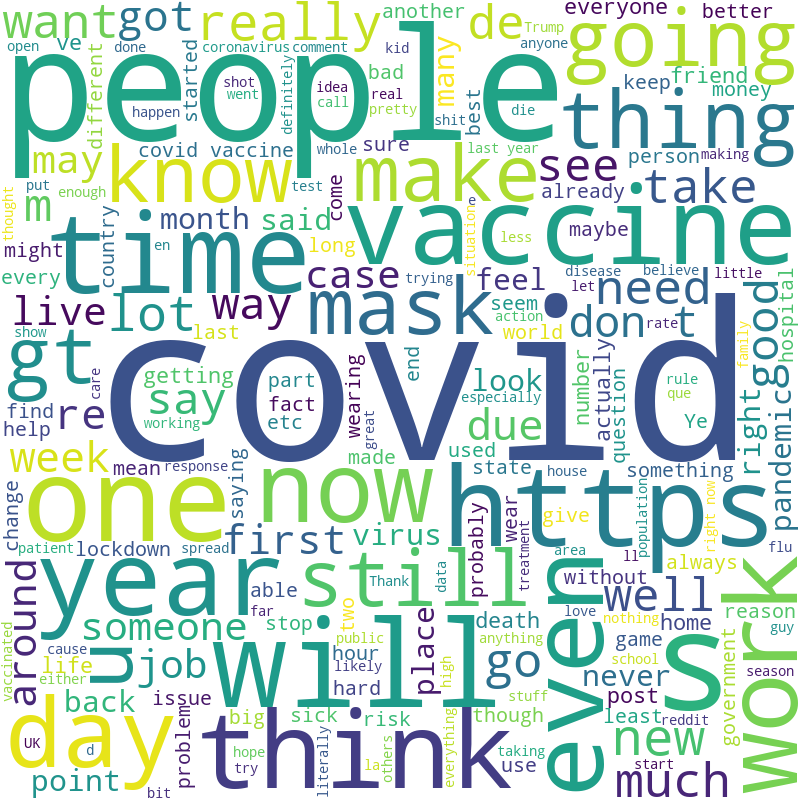 want
got
really
de
another
Trump
everyone
better
open
ve
done
coronavirus
comment
kid
many
anyone
going
people
different
started
shot
went
definitely
idea
call
real
pretty
bad
best
keep
friend
money
happen
shit
die
thing
may
covid vaccine
whole
sure
last year
see
person
making
thought
put
enough
know
test
come
make
already
take
m
country
month
said
long
situation
e
less
vaccine
maybe
might
en
time
every
case
trying
feel
disease
believe
little
show
live
lot
way
last
mask
seem
action
world
let
need
rate
hospital
gt
covid
don t
good
end
family
care
getting
part
look
number
actually
question
rule
que
find
re
say
fact
wearing
great
especially
due
Ye
right
pandemic
help
working
etc
week
mean
response
saying
made
used
state
house
something
change
one
now
https
population
right now
patient
lockdown
spread
first
virus
probably
wear
treatment
give
area
ll
always
flu
year
able
still
Thank
data
without
around
someone
far
stop
two
place
death
even
well
love
reason
work
vaccinated
cause
either
life
u
job
will
public
hour
likely
anything
go
high
nothing
game
home
school
guy
government
never
season
s
back
issue
hard
stuff
post
least
reddit
day
problem
big
sick
risk
though
new
UK
d
think
hope
try
literally
la
others
everything
taking
use
start
point
bit
much